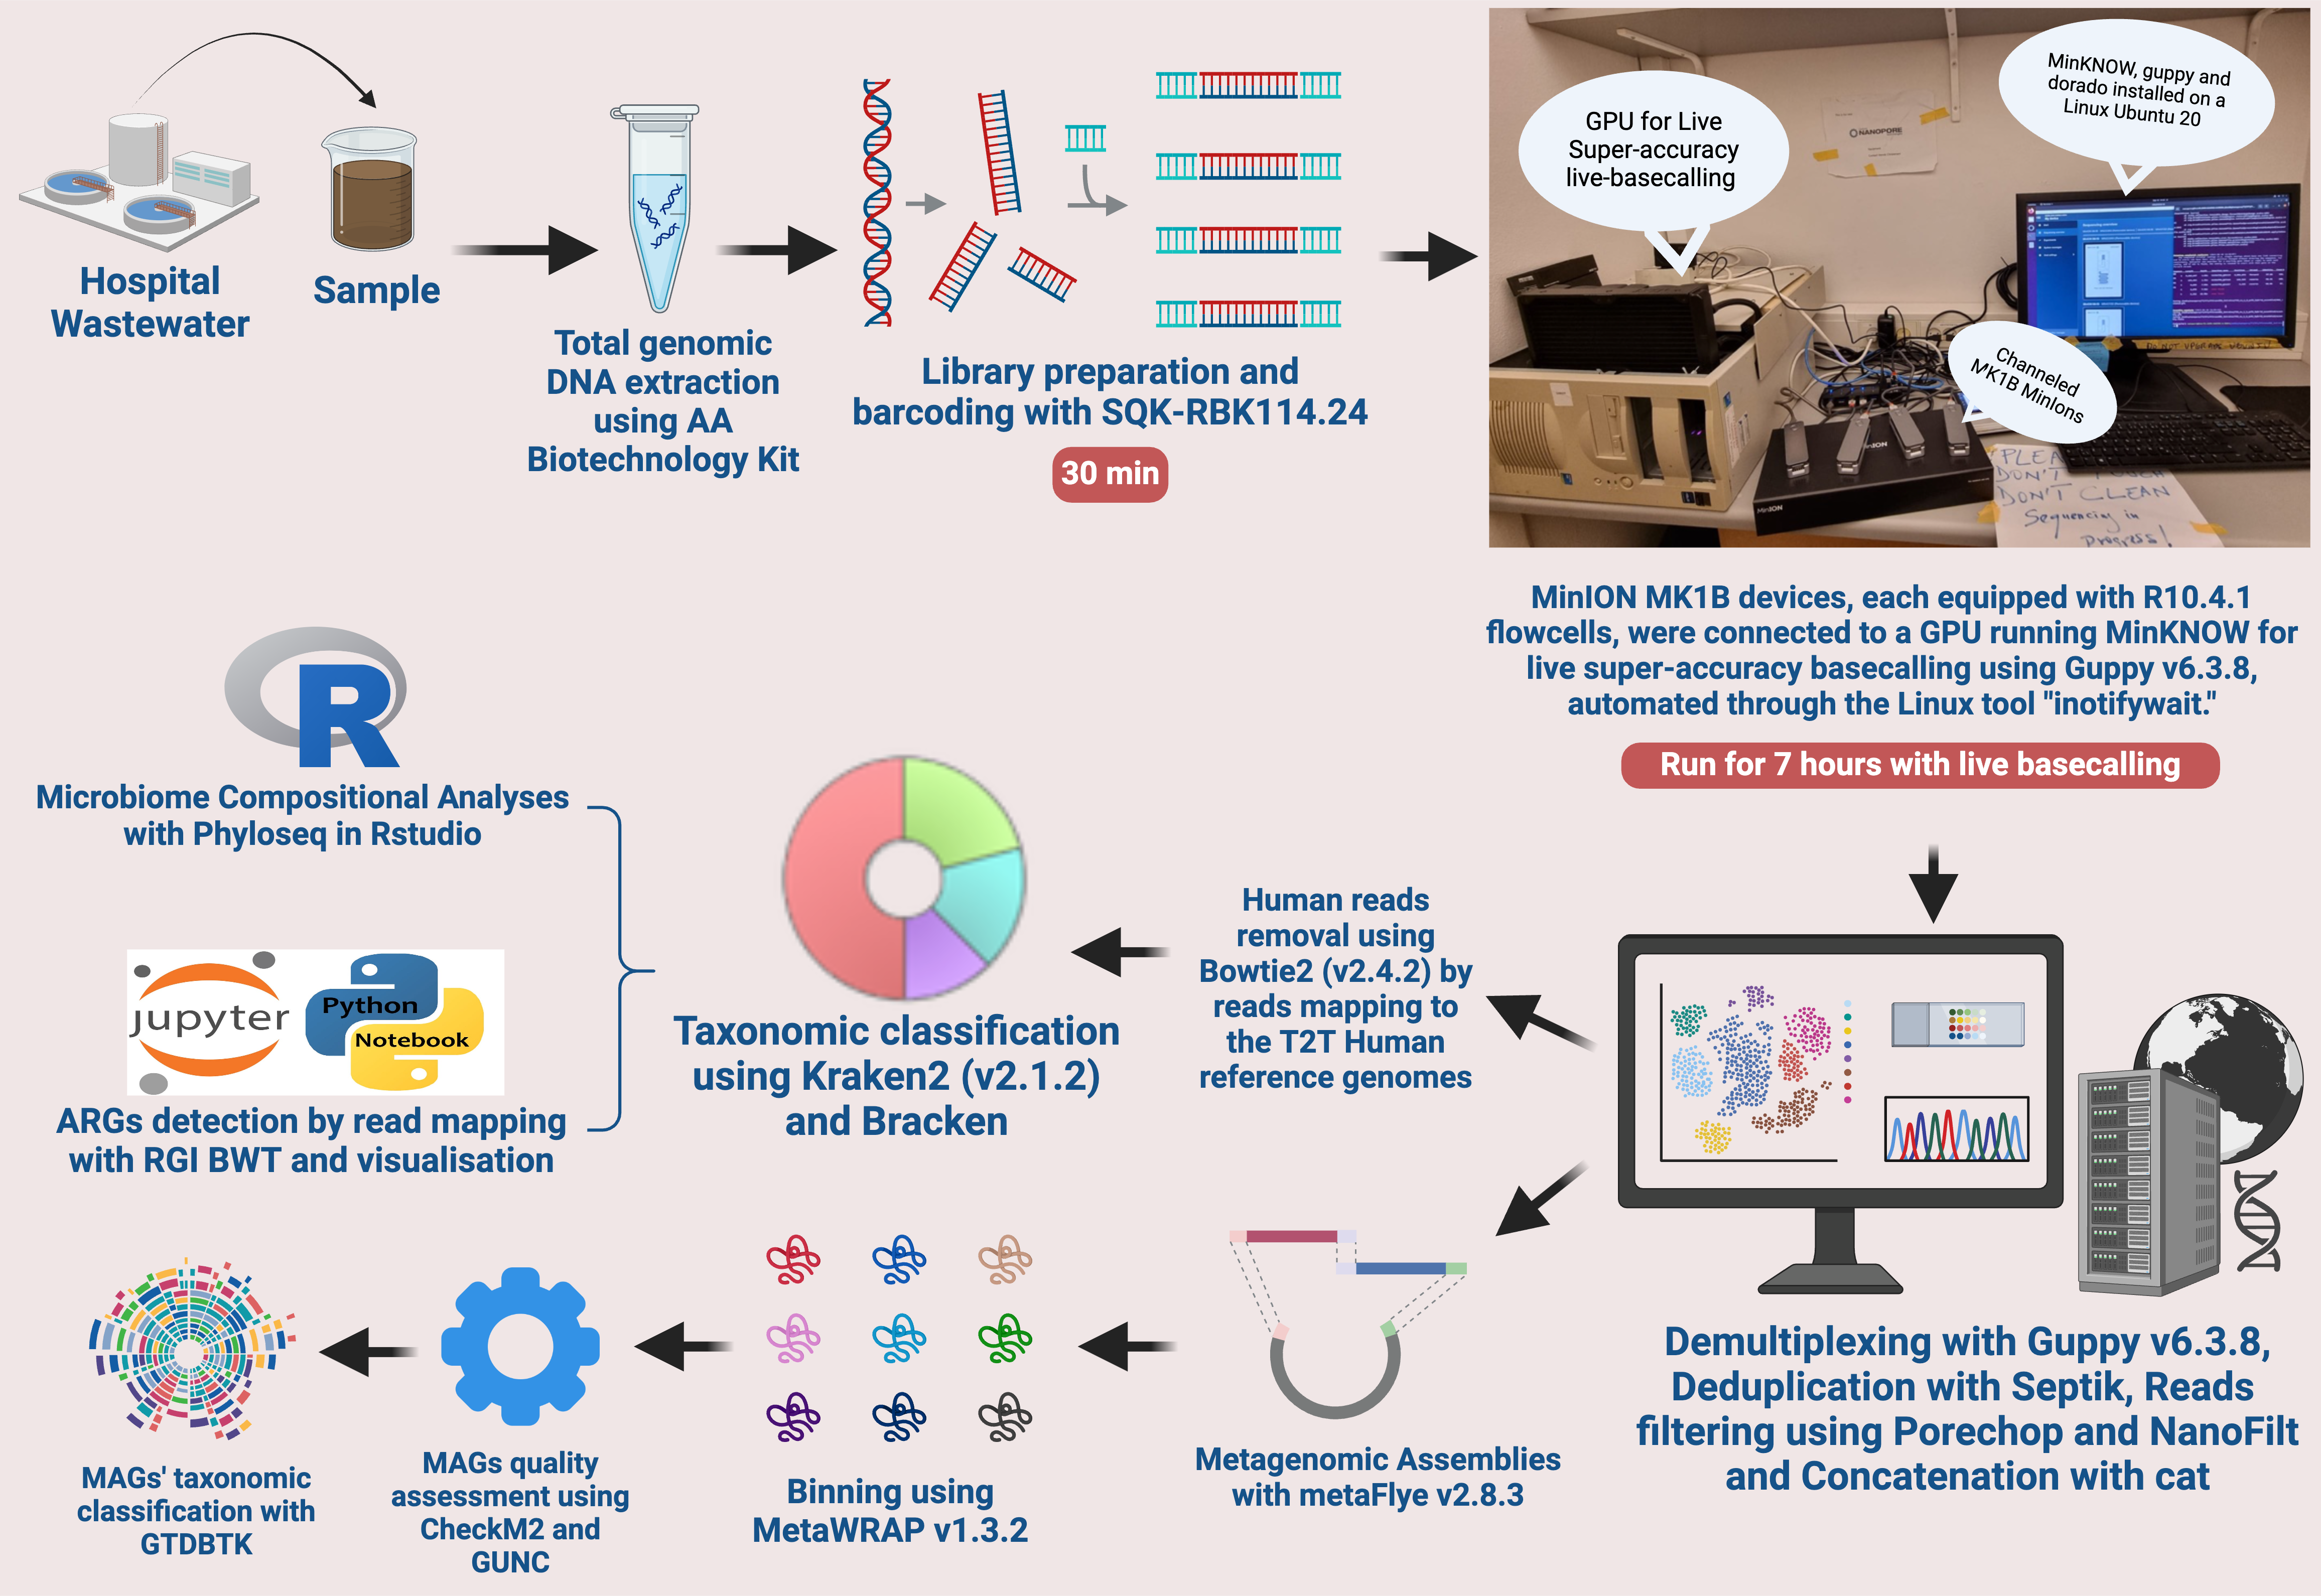 Hospital
Wastewater
Sample
Total genomic
DNA extraction
using AA
Biotechnology Kit
Library preparation and
barcoding with SQK-RBK114.24
30 min
GPU for Live
Super-accuracy
live-basecalling
MinKNOW, guppy and
dorado installed on a
Linux Ubuntu 20
NANOPORE
Channeled
MK1B MinIons
DO NOT UPGRADE UBUNTU
MinION
MinION
DON'T
DON'T CLEAN
Sequencing in
progress!
MinION MK1B devices, each equipped with R10.4.1
flowcells, were connected to a GPU running MinKNOW for
live super-accuracy basecalling using Guppy v6.3.8,
automated through the Linux tool "inotifywait."
Run for 7 hours with live basecalling
Demultiplexing with Guppy v6.3.8,
Deduplication with Septik, Reads
filtering using Porechop and NanoFilt
and Concatenation with cat
Human reads
removal using
Bowtie2 (v2.4.2) by
reads mapping to
the T2T Human
reference genomes
Taxonomic classification
using Kraken2 (v2.1.2)
and Bracken
R
Microbiome Compositional Analyses
with Phyloseq in Rstudio
jupyter
Python
Notebook
ARGs detection by read mapping
with RGI BWT and visualisation
Metagenomic Assemblies
with metaFlye v2.8.3
Binning using
MetaWRAP v1.3.2
MAGs quality
assessment using
CheckM2 and
GUNC
MAGs' taxonomic
classification with
GTDBTK